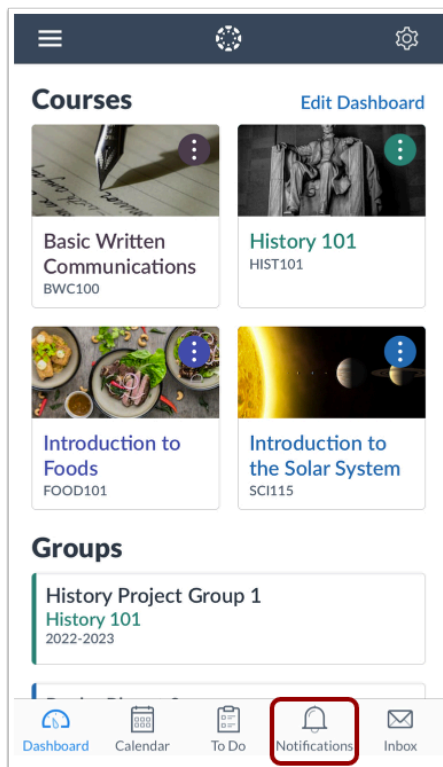 Courses
Edit Dashboard
Basic Written
Communications
BWC100
History 101
HIST101
Introduction to
Foods
FOOD101
Introduction to
the Solar System
SCI115
Groups
History Project Group 1
History 101
2022-2023
Dashboard
Calendar
To Do
Notifications
Inbox